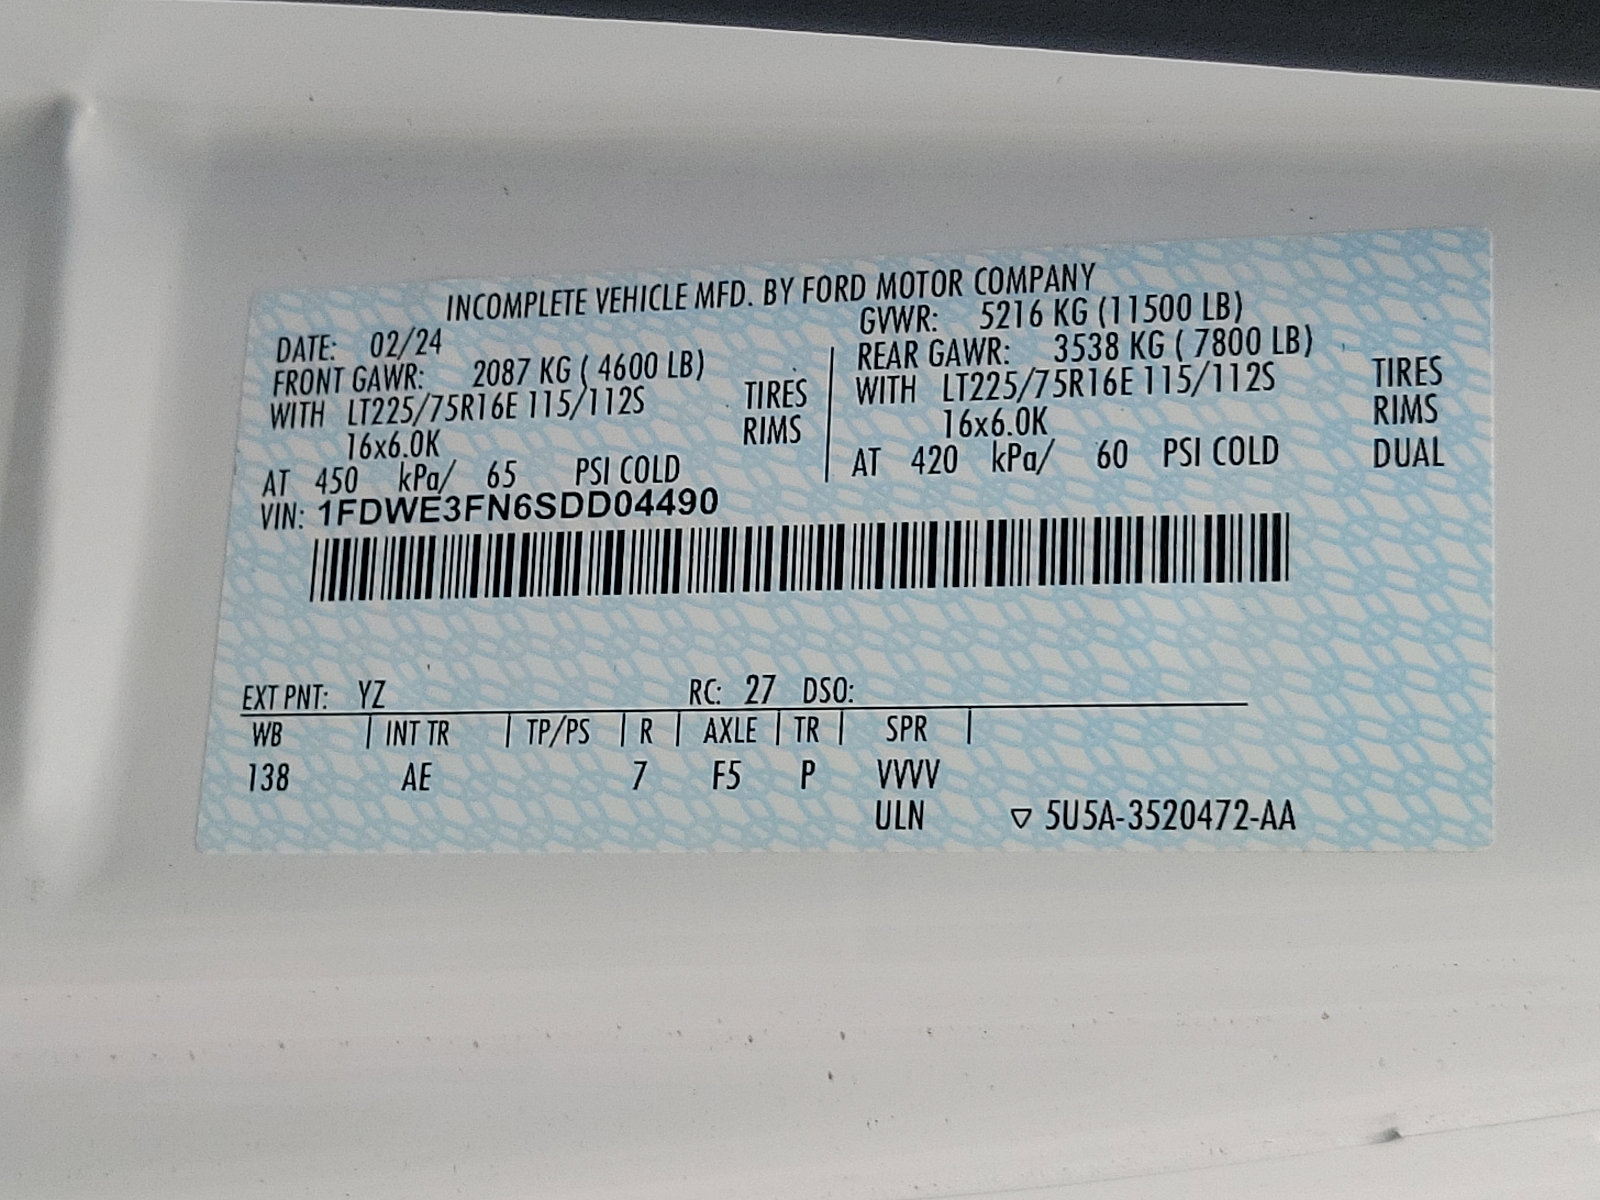 INCOMPLETE VEHICLE MFD. BY FORD MOTOR COMPANY
DATE: 02/24 GVWR: 5216 KG (11500 LB)
FRONT GAWR: 2087 KG ( 4600 LB) REAR GAWR: 3538 KG ( 7800 LB)
WITH LT225/75R16E 115/112S TIRES WITH LT225/75R16E 115/112S TIRES
16x6.0K RIMS 16x6.0K RIMS
AT 450 kPa/ 65 PSI COLD AT 420 kPa/ 60 PSI COLD DUAL
VIN: 1FDWE3FN6SDD04490
EXT PNT: YZ RC: 27 DSO:
WB | INT TR | TP/PS | R | AXLE | TR | SPR |
138 AE 7 F5 P VVVV
ULN ▽ 5U5A-3520472-AA